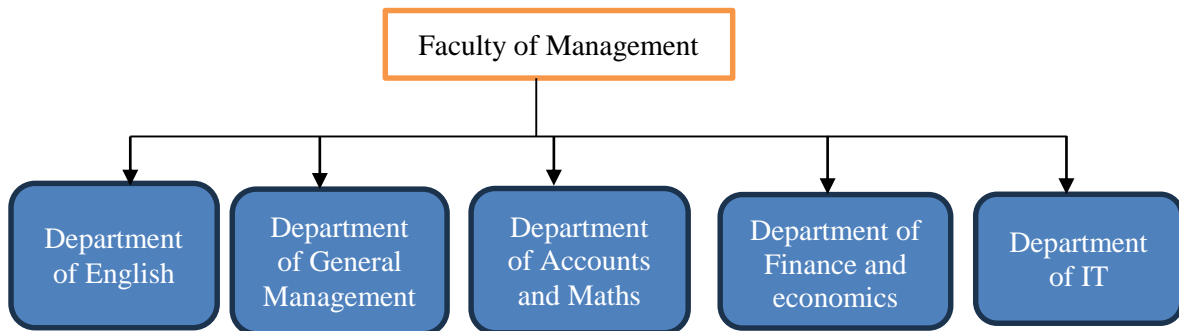 Faculty of Management
Department
of English
Department
of General
Management
Department
of Accounts
and Maths
Department of
Finance and
economics
Department
of IT